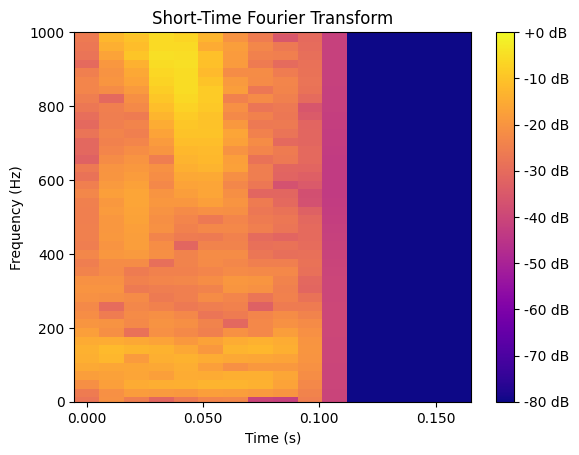 Short-Time Fourier Transform
Frequency (Hz)
1000
800
600
400
200
0
0.000
0.050
0.100
0.150
Time (s)
+0 dB
-10 dB
-20 dB
-30 dB
-40 dB
-50 dB
-60 dB
-70 dB
-80 dB